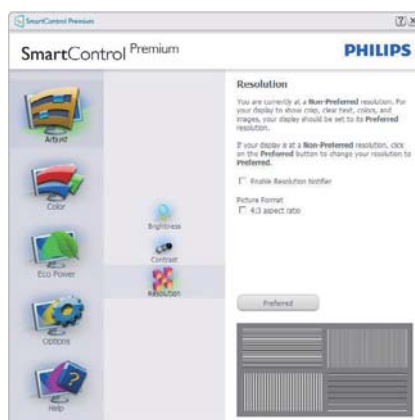 SmartControl Premium
SmartControl Premium
PHILIPS
Adjust
Color
Eco Power
Options
Help
Brightness
Contrast
Resolution
Resolution
You are currently at a Non-Preferred resolution. For
your display to show crisp, clear text, colors, and
images, your display should be set to its Preferred
resolution.
If your display is at a Non-Preferred resolution, click
on the Preferred button to change your resolution to
Preferred.
Enable Resolution Notifier
Picture Format
4:3 aspect ratio
Preferred